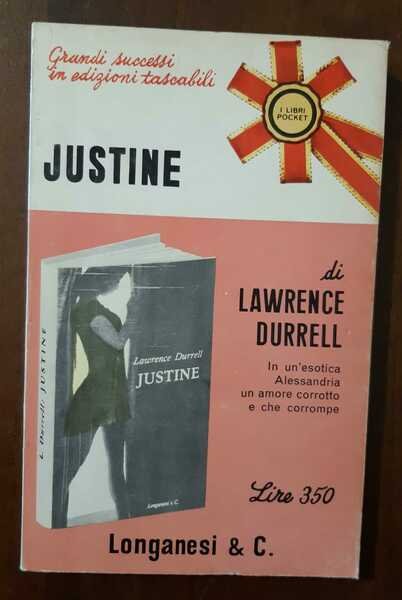 Grandi successi
in edizioni tascabili
I LIBRI
POCKET
JUSTINE
di
LAWRENCE
DURRELL
In un'esotica
Alessandria
un amore corrotto
e che corrompe
L. Durrell: JUSTINE
Lawrence Durrell
JUSTINE
Longanesi & C.
Lire 350
Longanesi & C.